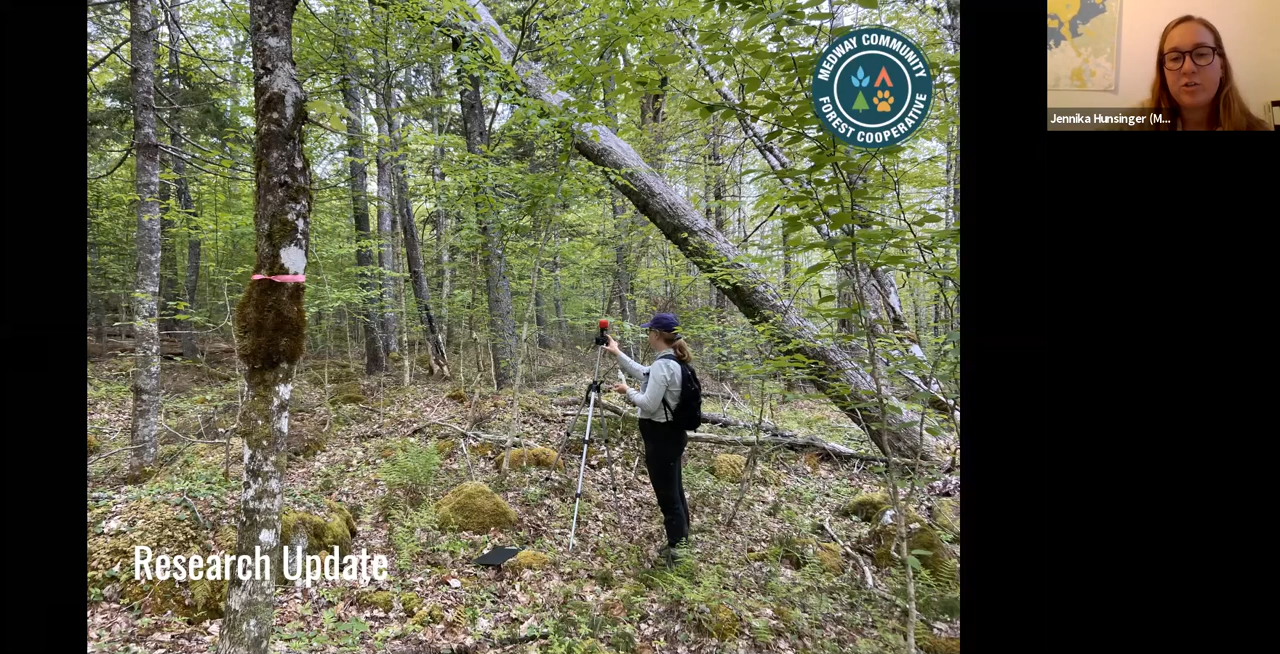 MEDWAY COMMUNITY
FOREST COOPERATIVE
Jennika Hunsinger (M...
Research Update